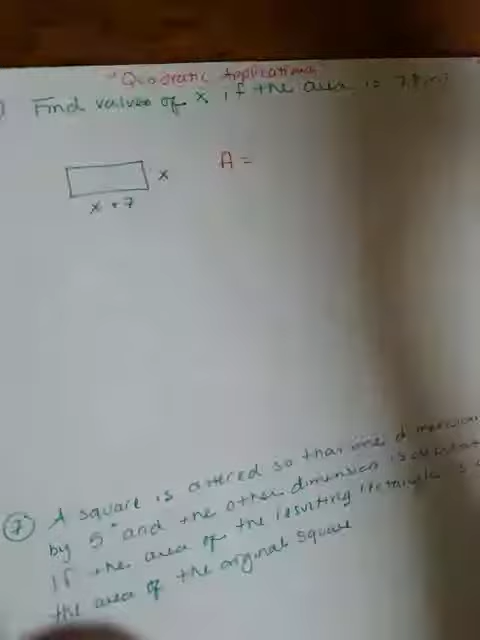 "Quadratic Applications"
Find values of x if the area is
x A =
x + 7
7 A square is altered so that one dimension
by 5" and the other dimension is
If the area of the resulting rectangle is
the area of the original square